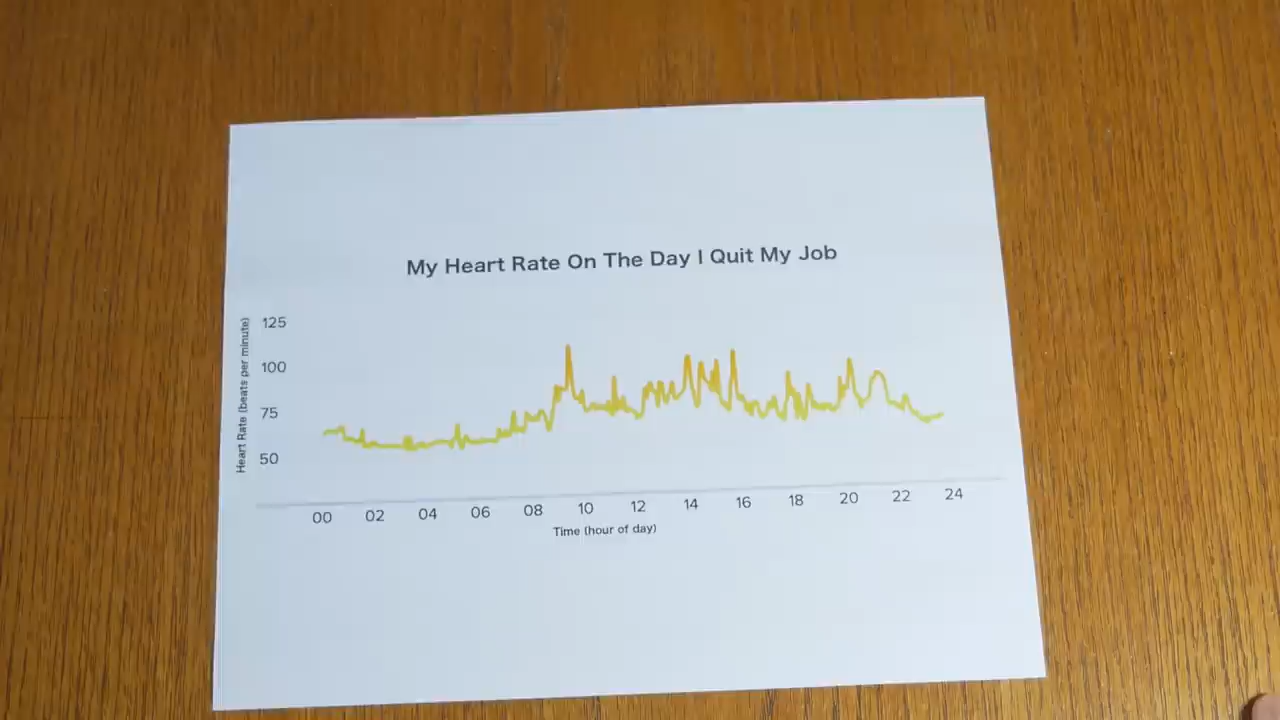 My Heart Rate On The Day I Quit My Job
Heart Rate (beats per minute)
125
100
75
50
00 02 04 06 08 10 12 14 16 18 20 22 24
Time (hour of day)